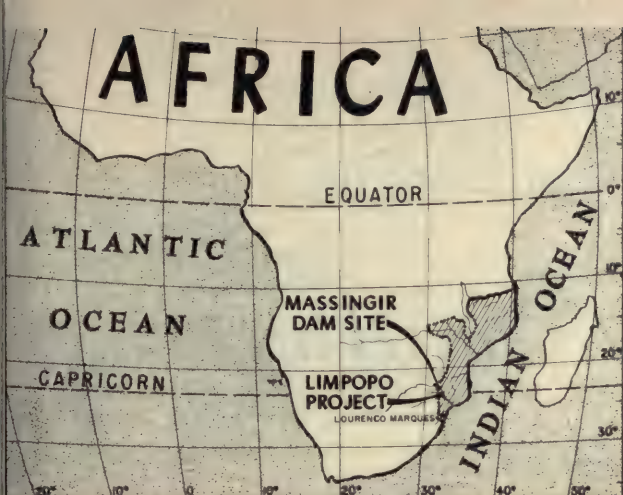 AFRICA
10°
EQUATOR
0°
ATLANTIC
OCEAN
10°
MASSINGIR
DAM SITE
INDIAN OCEAN
20°
CAPRICORN
LIMPOPO
PROJECT
LOURENCO MARQUES
30°
20°
10°
0
10°
20°
30°
40°
50°